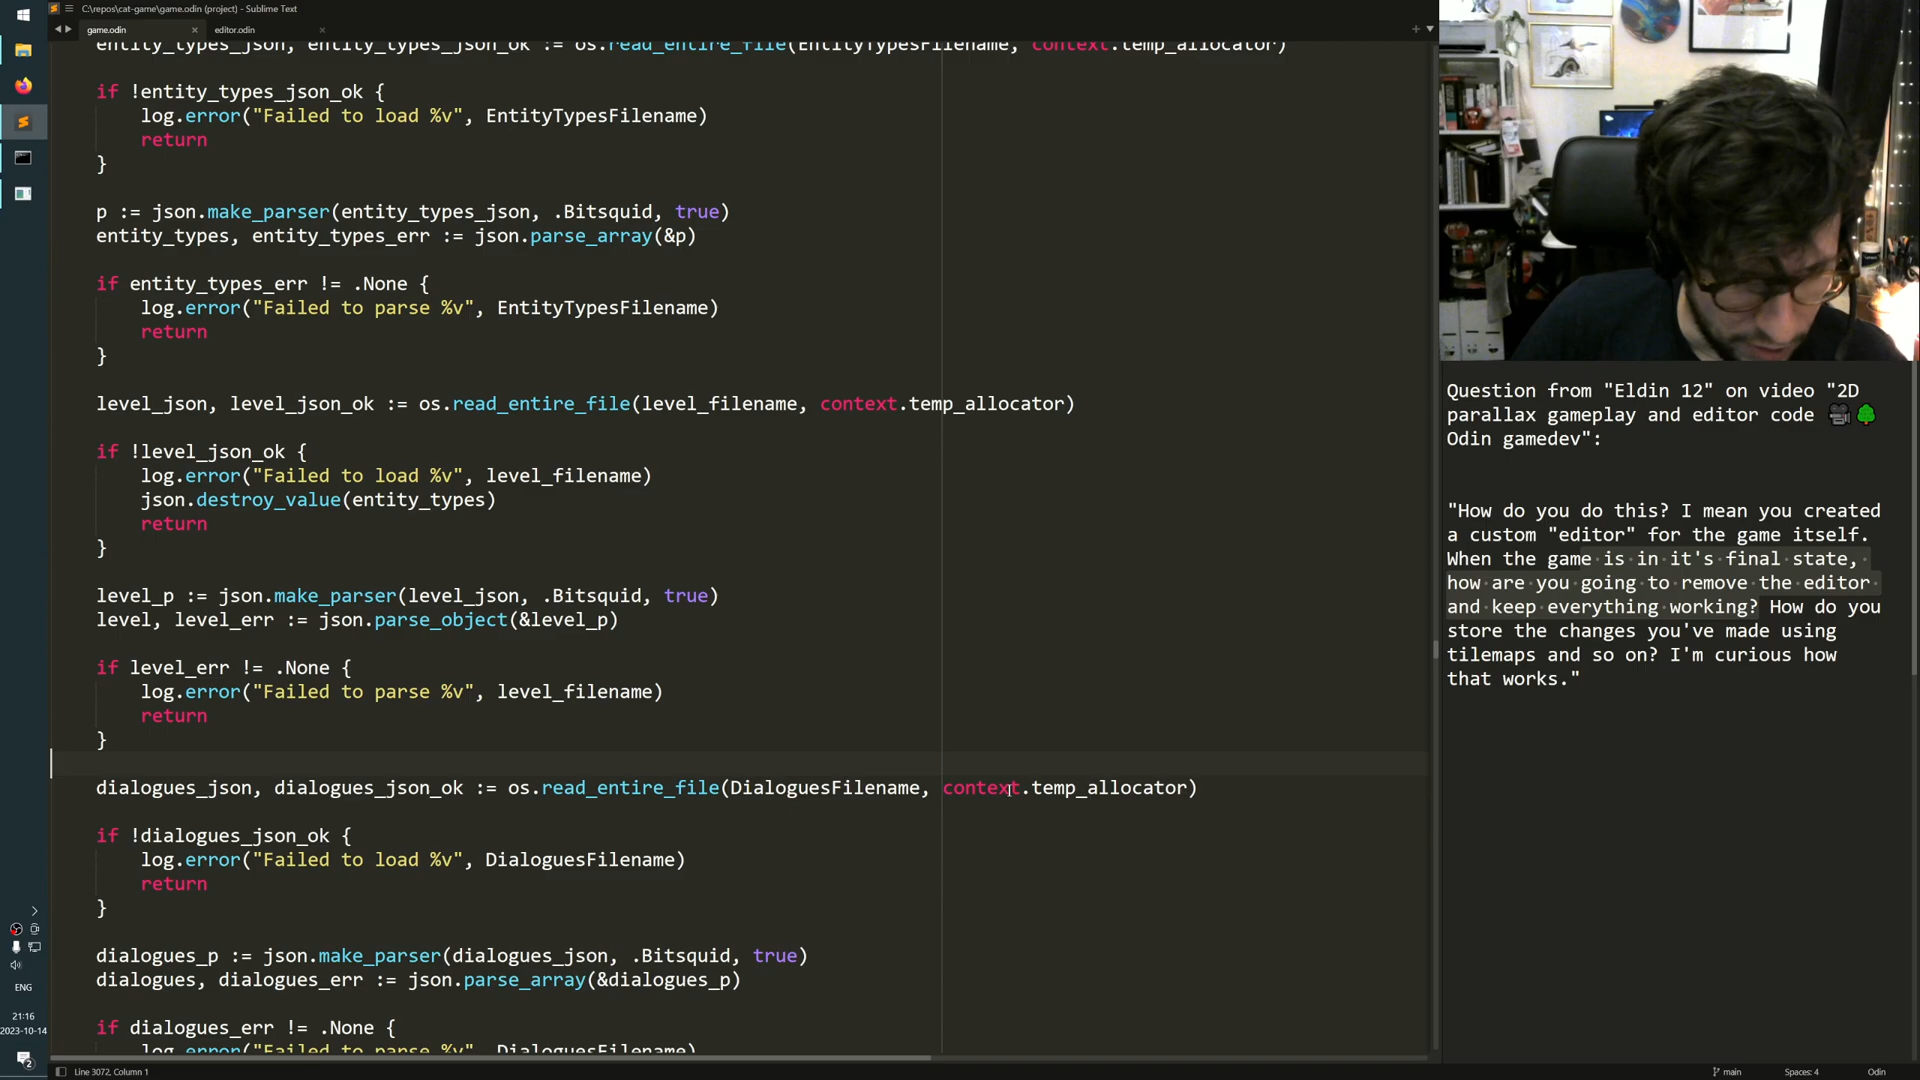 C:\repos\cat-game\game.odin (project) - Sublime Text
game.odin
editor.odin
entity_types_json, entity_types_json_ok := os.read_entire_file(EntityTypesFilename, context.temp_allocator)
if !entity_types_json_ok {
log.error("Failed to load %v", EntityTypesFilename)
return
}
p := json.make_parser(entity_types_json, .Bitsquid, true)
entity_types, entity_types_err := json.parse_array(&p)
if entity_types_err != .None {
log.error("Failed to parse %v", EntityTypesFilename)
return
}
level_json, level_json_ok := os.read_entire_file(level_filename, context.temp_allocator)
if !level_json_ok {
log.error("Failed to load %v", level_filename)
json.destroy_value(entity_types)
return
}
level_p := json.make_parser(level_json, .Bitsquid, true)
level, level_err := json.parse_object(&level_p)
if level_err != .None {
log.error("Failed to parse %v", level_filename)
return
}
dialogues_json, dialogues_json_ok := os.read_entire_file(DialoguesFilename, context.temp_allocator)
if !dialogues_json_ok {
log.error("Failed to load %v", DialoguesFilename)
return
}
dialogues_p := json.make_parser(dialogues_json, .Bitsquid, true)
dialogues, dialogues_err := json.parse_array(&dialogues_p)
if dialogues_err != .None {
log.error("Failed to parse %v", DialoguesFilename)
Question from "Eldin 12" on video "2D
parallax gameplay and editor code 🎥🌳
Odin gamedev":
"How do you do this? I mean you created
a custom "editor" for the game itself.
When the game is in it's final state,
how are you going to remove the editor
and keep everything working? How do you
store the changes you've made using
tilemaps and so on? I'm curious how
that works."
ENG
21:16
2023-10-14
2
Line 3072, Column 1
main
Spaces: 4
Odin